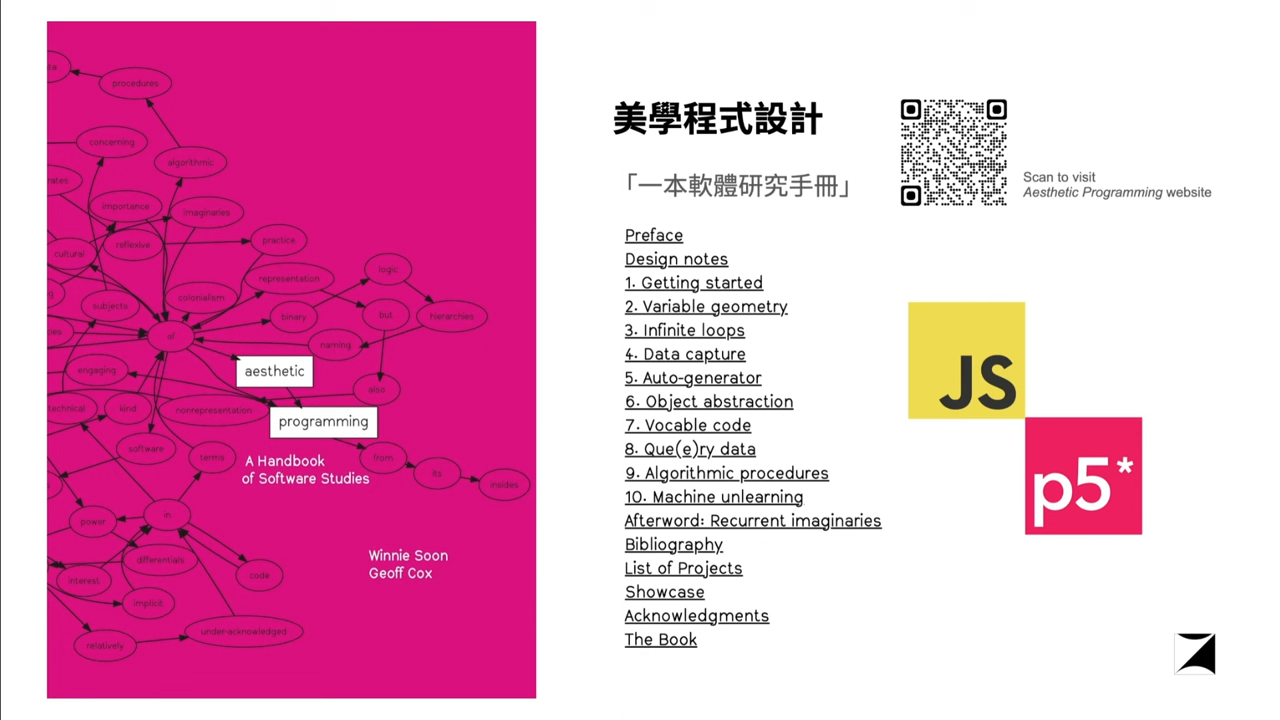 procedures
concerning
algorithmic
importance
imaginaries
reflexive
practice
cultural
representation
logic
subjects
colonialism
binary
but
hierarchies
of
naming
engaging
aesthetic
also
technical
kind
nonrepresentation
programming
software
terms
from
its
insides
A Handbook
of Software Studies
in
power
Winnie Soon
Geoff Cox
differentials
interest
code
implicit
under-acknowledged
relatively
美學程式設計
「一本軟體研究手冊」
Scan to visit
Aesthetic Programming website
Preface
Design notes
1. Getting started
2. Variable geometry
3. Infinite loops
4. Data capture
5. Auto-generator
6. Object abstraction
7. Vocable code
8. Que(e)ry data
9. Algorithmic procedures
10. Machine unlearning
Afterword: Recurrent imaginaries
Bibliography
List of Projects
Showcase
Acknowledgments
The Book
JS
p5*